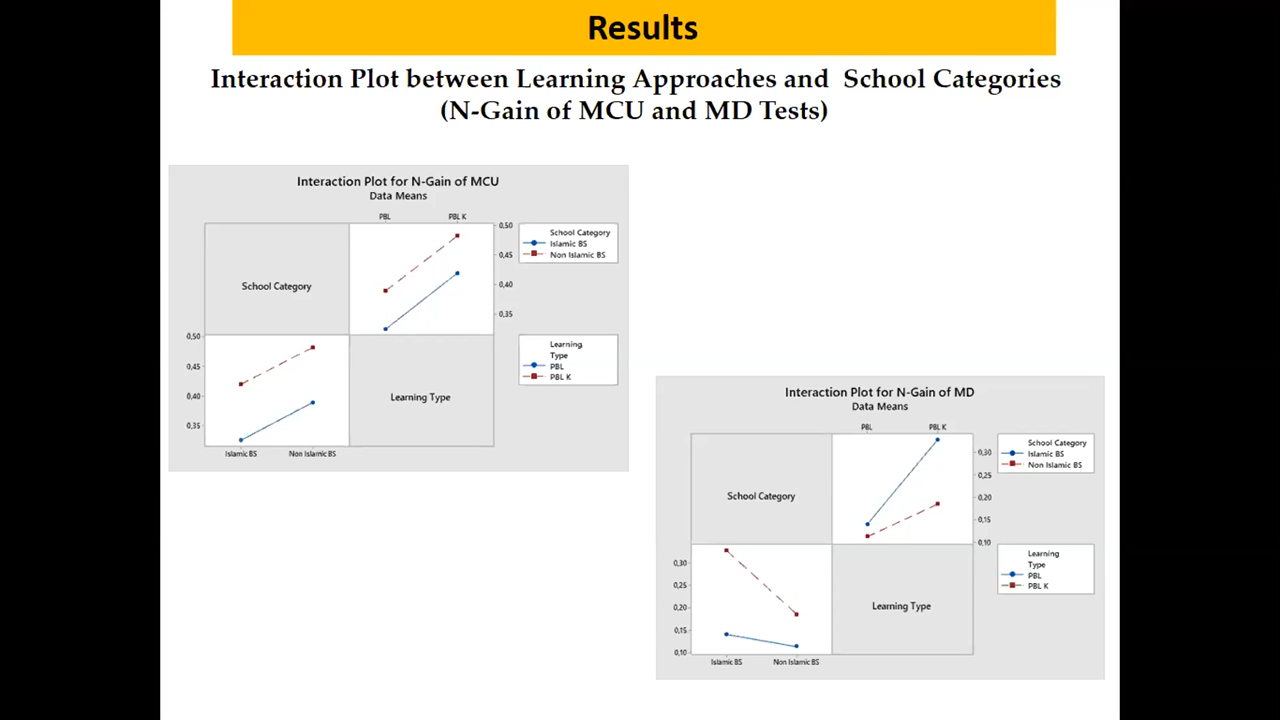 Results
Interaction Plot between Learning Approaches and School Categories
(N-Gain of MCU and MD Tests)
Interaction Plot for N-Gain of MCU
Data Means
PBL PBL K
School Category
0,50
0,45
0,40
0,35
School Category
Islamic BS
Non Islamic BS
0,50
0,45
0,40
0,35
Learning Type
Learning
Type
PBL
PBL K
Islamic BS Non Islamic BS
Interaction Plot for N-Gain of MD
Data Means
PBL PBL K
School Category
0,30
0,25
0,20
0,15
0,10
School Category
Islamic BS
Non Islamic BS
0,30
0,25
0,20
0,15
0,10
Learning Type
Learning
Type
PBL
PBL K
Islamic BS Non Islamic BS